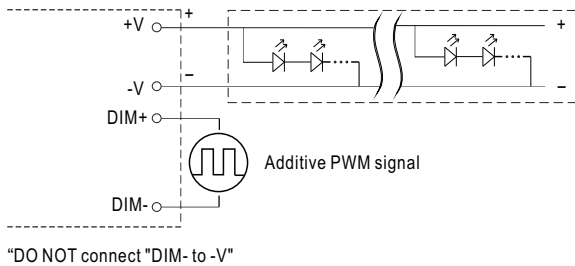 +V + +
-V – –
DIM+
Additive PWM signal
DIM-
“DO NOT connect "DIM- to -V"